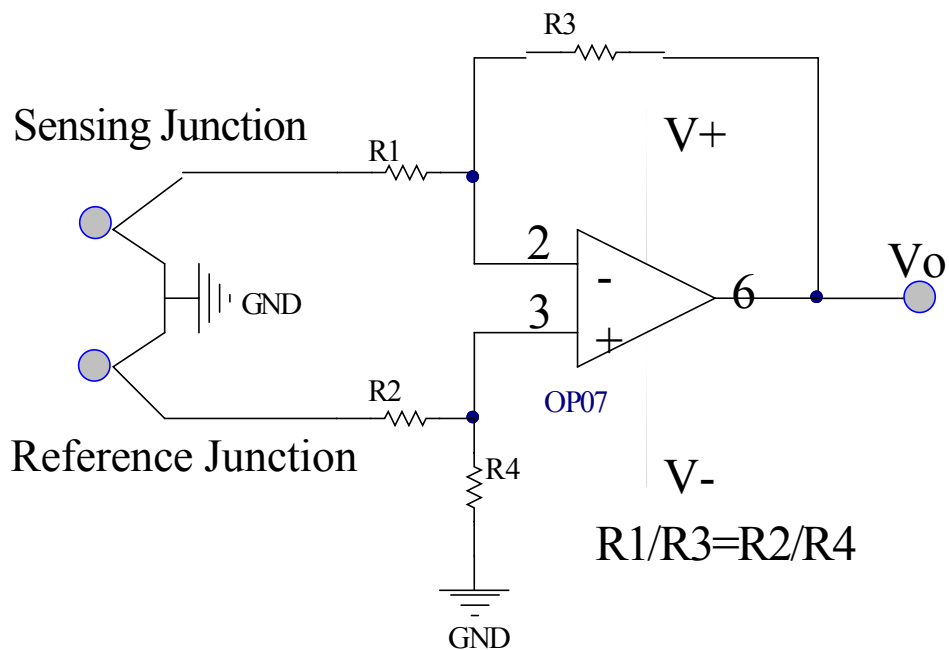 R3
Sensing Junction
V+
R1
2
-
Vo
6
GND
3
+
R2
OP07
Reference Junction
R4
V-
R1/R3=R2/R4
GND